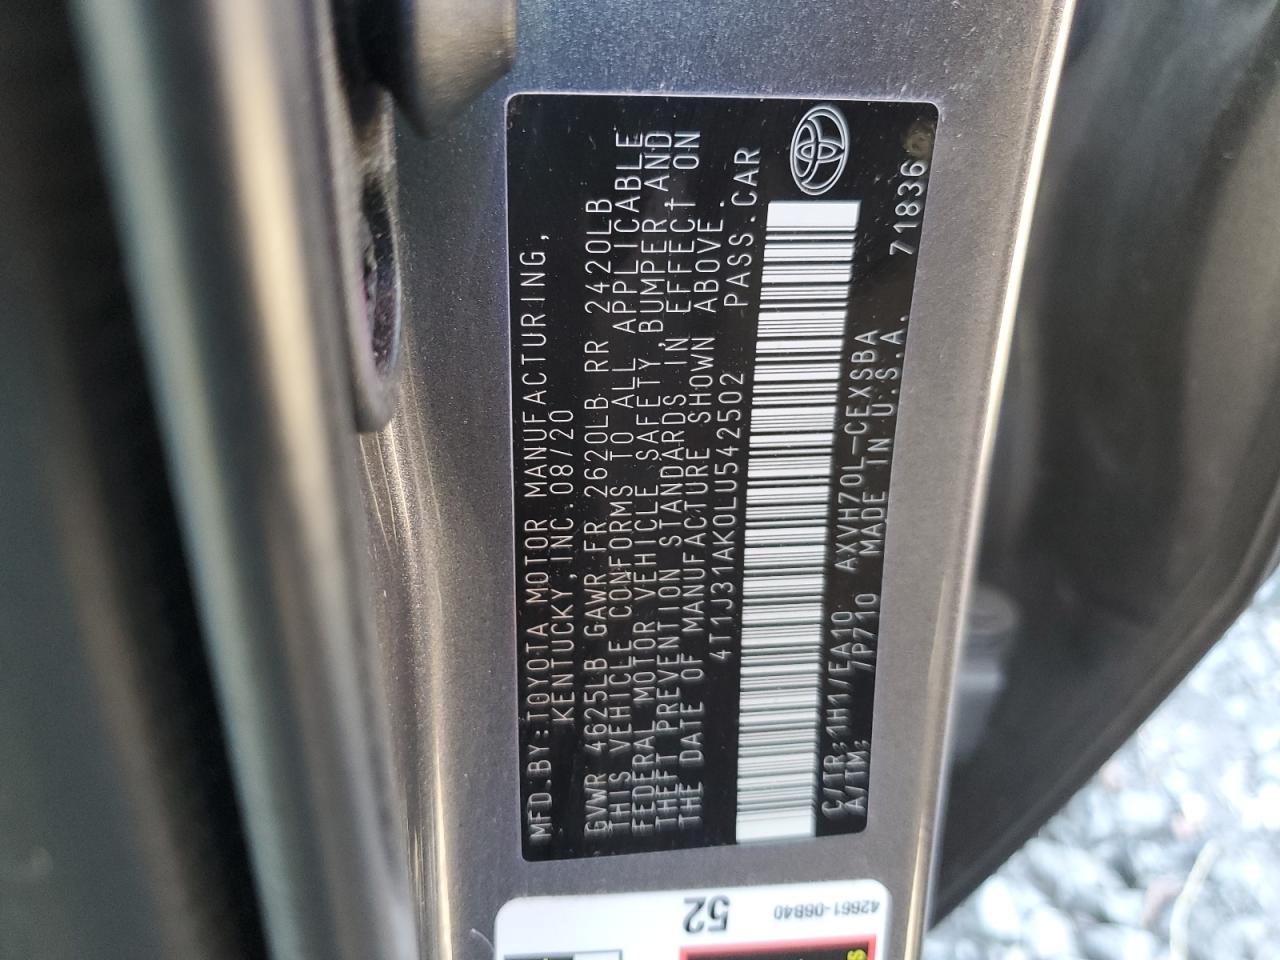 MFD.BY:TOYOTA MOTOR MANUFACTURING,
KENTUCKY,INC.08/20
GVWR 4625LB GAWR FR 2620LB RR 2420LB
THIS VEHICLE CONFORMS TO ALL APPLICABLE
FEDERAL MOTOR VEHICLE SAFETY,BUMPER,AND
THEFT PREVENTION STANDARDS IN EFFECT ON
THE DATE OF MANUFACTURE SHOWN ABOVE.
4T1J31AK0LU542502 PASS.CAR
C/TR:1H1/EA10 AXVH70L-CEXSBA
A/TM: /P710 MADE IN U.S.A. 71836
52
42661-06B40